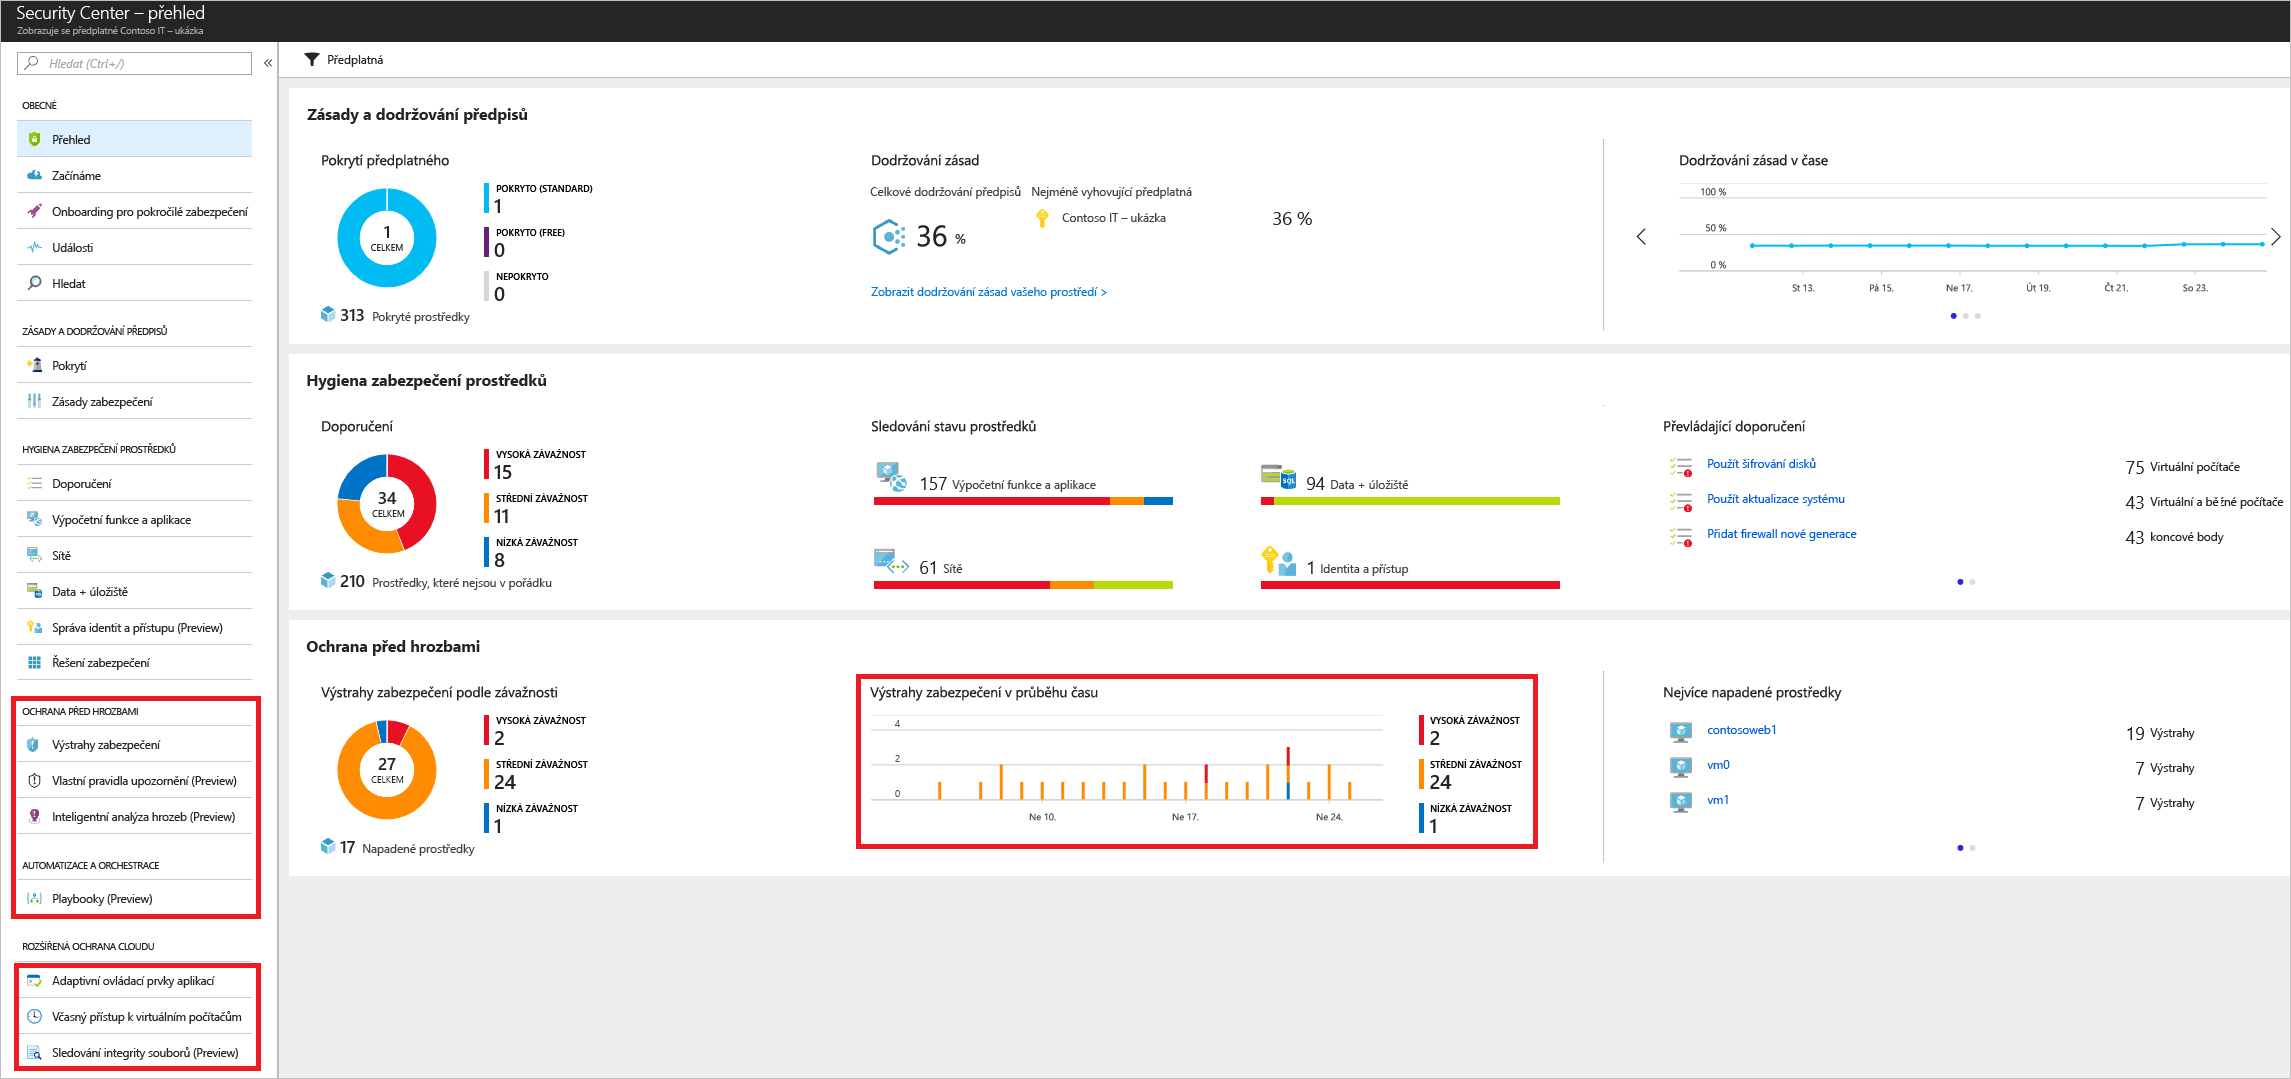 Security Center – přehled
Zobrazuje se předplatné Contoso IT – ukázka
Hledat (Ctrl+/)
«
OBECNÉ
Přehled
Začínáme
Onboarding pro pokročilé zabezpečení
Události
Hledat
ZÁSADY A DODRŽOVÁNÍ PŘEDPISŮ
Pokrytí
Zásady zabezpečení
HYGIENA ZABEZPEČENÍ PROSTŘEDKŮ
Doporučení
Výpočetní funkce a aplikace
Sítě
Data + úložiště
Správa identit a přístupu (Preview)
Řešení zabezpečení
OCHRANA PŘED HROZBAMI
Výstrahy zabezpečení
Vlastní pravidla upozornění (Preview)
Inteligentní analýza hrozeb (Preview)
AUTOMATIZACE A ORCHESTRACE
Playbooky (Preview)
ROZŠÍŘENÁ OCHRANA CLOUDU
Adaptivní ovládací prvky aplikací
Včasný přístup k virtuálním počítačům
Sledování integrity souborů (Preview)
Předplatná
Zásady a dodržování předpisů
Pokrytí předplatného
1
CELKEM
POKRYTO (STANDARD)
1
POKRYTO (FREE)
0
NEPOKRYTO
0
313 Pokryté prostředky
Dodržování zásad
Celkové dodržování předpisů
36 %
Nejméně vyhovující předplatná
Contoso IT – ukázka 36 %
Zobrazit dodržování zásad vašeho prostředí >
Dodržování zásad v čase
100 %
50 %
0 %
St 13. Pá 15. Ne 17. Út 19. Čt 21. So 23.
Hygiena zabezpečení prostředků
Doporučení
34
CELKEM
VYSOKÁ ZÁVAŽNOST
15
STŘEDNÍ ZÁVAŽNOST
11
NÍZKÁ ZÁVAŽNOST
8
210 Prostředky, které nejsou v pořádku
Sledování stavu prostředků
157 Výpočetní funkce a aplikace
SQL
94 Data + úložiště
61 Sítě
1 Identita a přístup
Převládající doporučení
Použít šifrování disků 75 Virtuální počítače
Použít aktualizace systému 43 Virtuální a běžné počítače
Přidat firewall nové generace 43 koncové body
Ochrana před hrozbami
Výstrahy zabezpečení podle závažnosti
27
CELKEM
VYSOKÁ ZÁVAŽNOST
2
STŘEDNÍ ZÁVAŽNOST
24
NÍZKÁ ZÁVAŽNOST
1
17 Napadené prostředky
Výstrahy zabezpečení v průběhu času
4
2
0
Ne 10. Ne 17. Ne 24.
VYSOKÁ ZÁVAŽNOST
2
STŘEDNÍ ZÁVAŽNOST
24
NÍZKÁ ZÁVAŽNOST
1
Nejvíce napadené prostředky
contosoweb1 19 Výstrahy
vm0 7 Výstrahy
vm1 7 Výstrahy